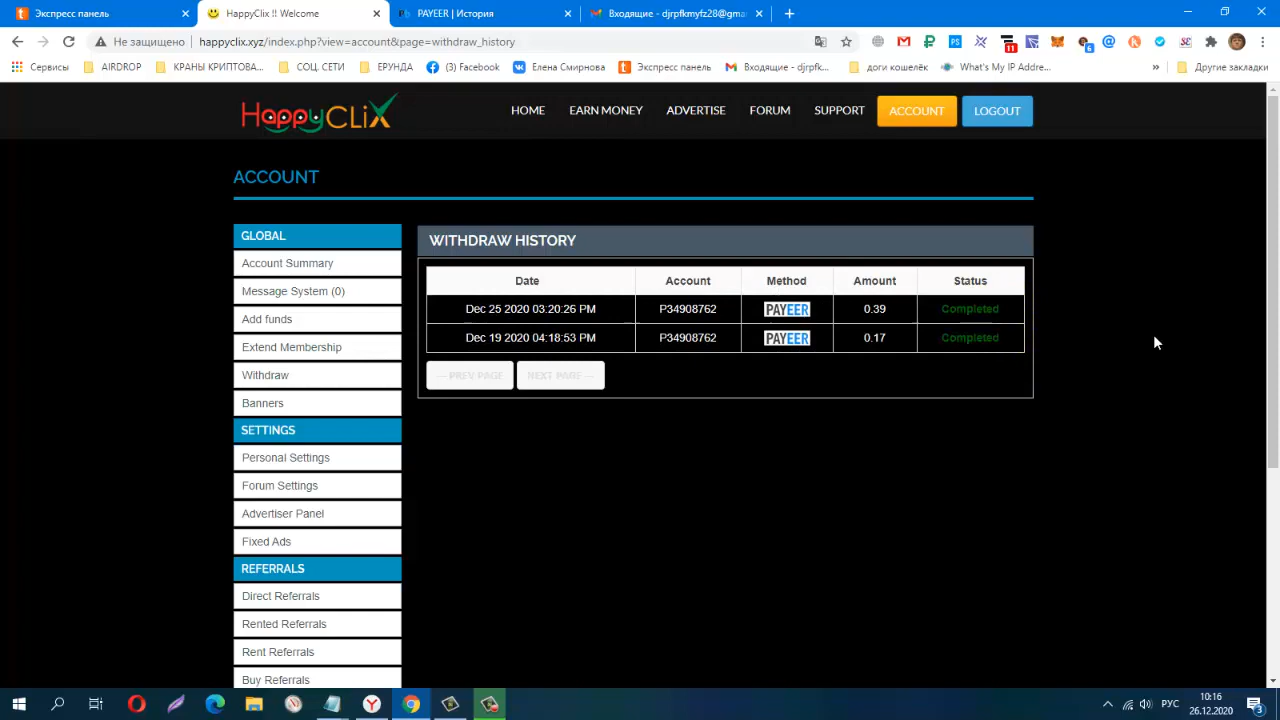 Экспресс панель
HappyClix !! Welcome
PAYEER | История
Входящие - djrpfkmyfz28@gma
Не защищено | happyclix.xyz/index.php?view=account&page=withdraw_history
11
6
Сервисы
AIRDROP
КРАНЫ КРИПТОВА...
СОЦ. СЕТИ
ЕРУНДА
(3) Facebook
Елена Смирнова
Экспресс панель
Входящие - djrpfk...
доги кошелёк
What's My IP Addre...
»
Другие закладки
HappyCLiX
HOME
EARN MONEY
ADVERTISE
FORUM
SUPPORT
ACCOUNT
LOGOUT
ACCOUNT
GLOBAL
Account Summary
Message System (0)
Add funds
Extend Membership
Withdraw
Banners
SETTINGS
Personal Settings
Forum Settings
Advertiser Panel
Fixed Ads
REFERRALS
Direct Referrals
Rented Referrals
Rent Referrals
Buy Referrals
WITHDRAW HISTORY
Date Account Method Amount Status
Dec 25 2020 03:20:26 PM P34908762 PAYEER 0.39 Completed
Dec 19 2020 04:18:53 PM P34908762 PAYEER 0.17 Completed
PREV PAGE NEXT PAGE
РУС
10:16
26.12.2020
3